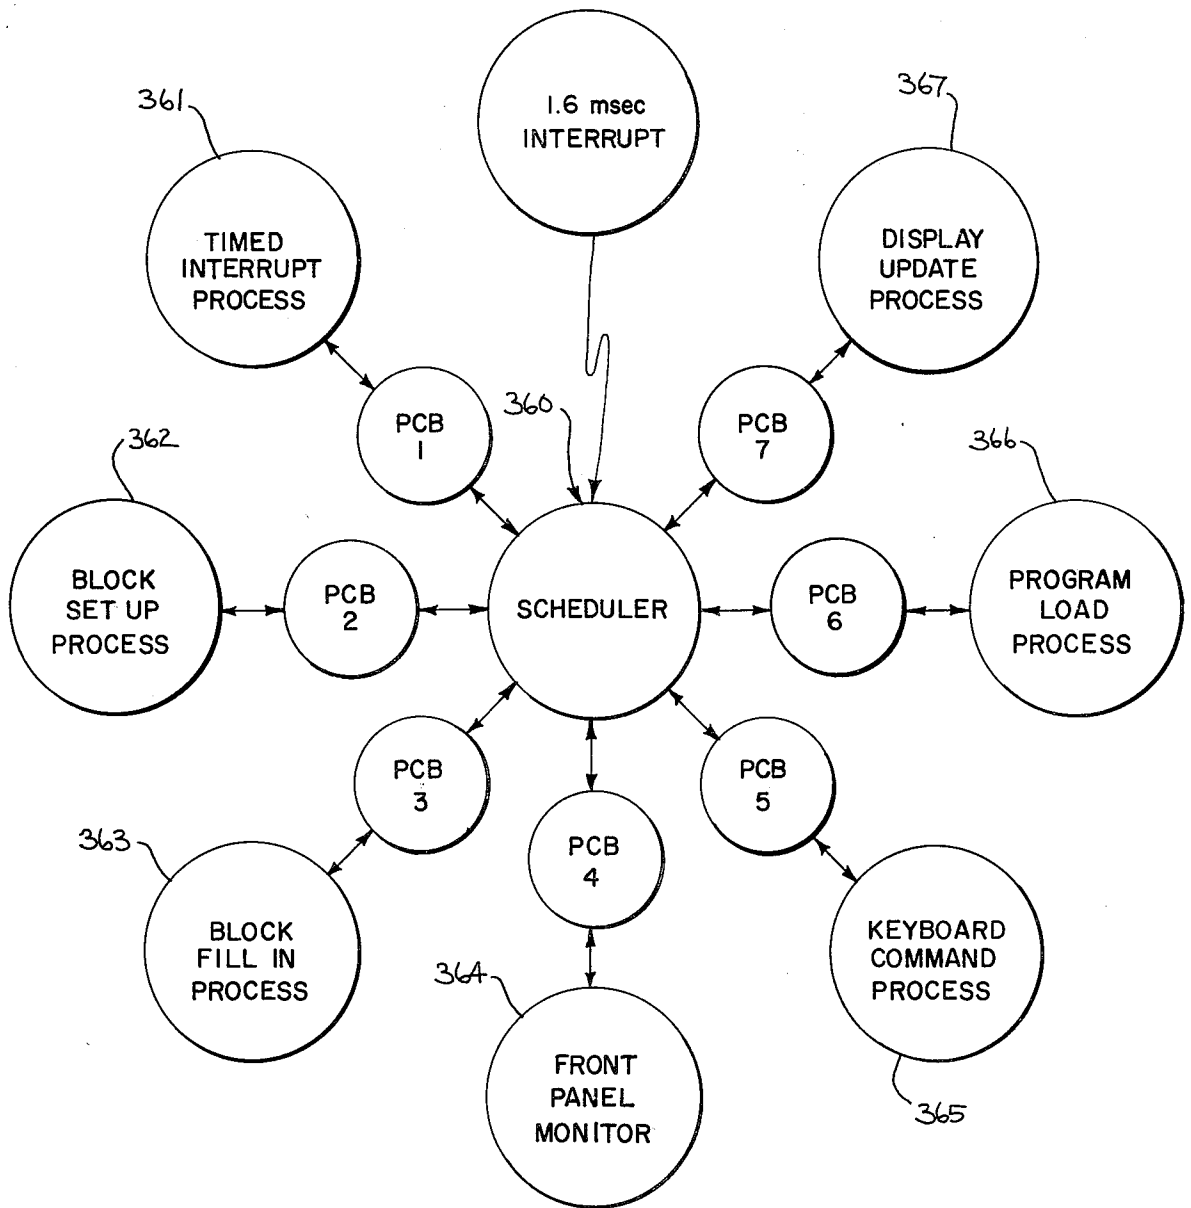 1.6 msec
INTERRUPT
361
367
TIMED
INTERRUPT
PROCESS
DISPLAY
UPDATE
PROCESS
360
PCB
1
PCB
7
362
366
BLOCK
SET UP
PROCESS
PCB
2
SCHEDULER
PCB
6
PROGRAM
LOAD
PROCESS
PCB
3
PCB
5
363
PCB
4
BLOCK
FILL IN
PROCESS
KEYBOARD
COMMAND
PROCESS
364
365
FRONT
PANEL
MONITOR